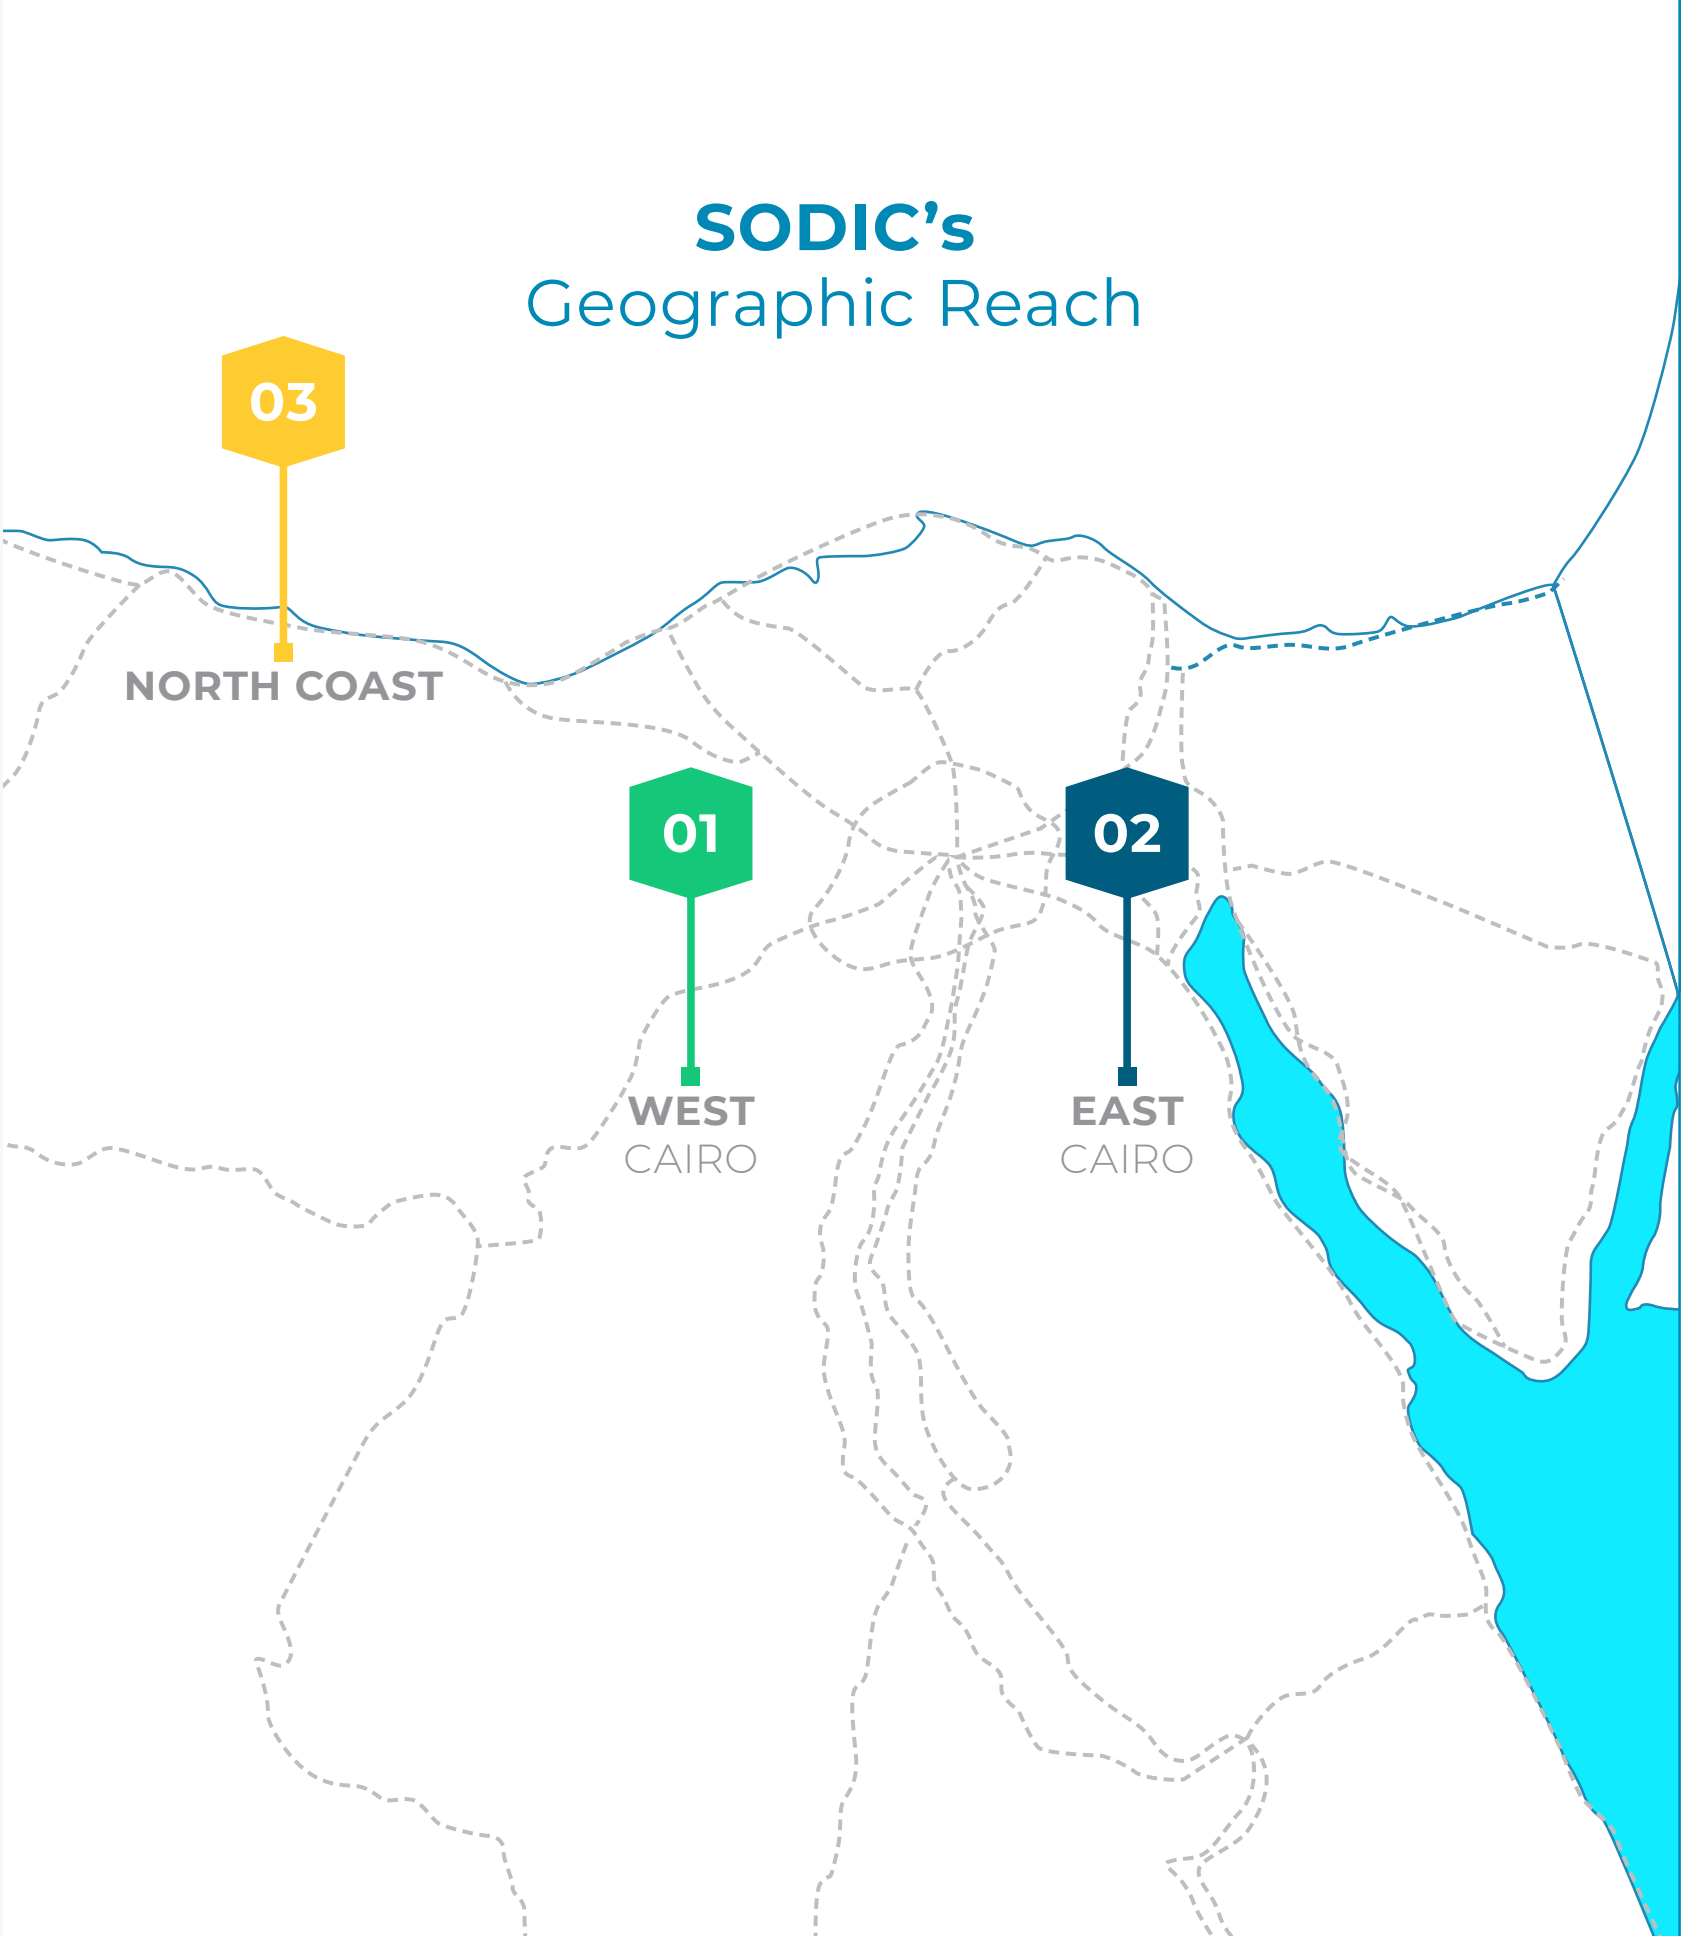 SODIC’s
Geographic Reach
03
NORTH COAST
01
WEST
CAIRO
02
EAST
CAIRO